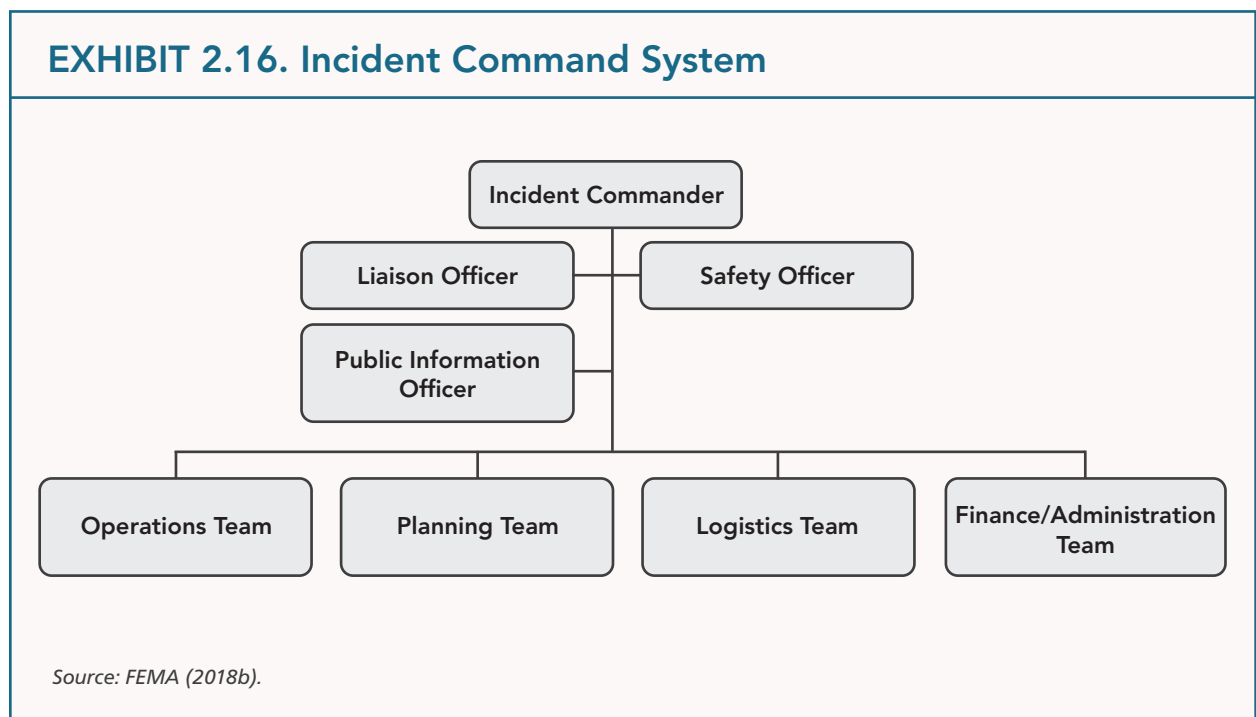 EXHIBIT 2.16. Incident Command System
Incident Commander
Liaison Officer
Safety Officer
Public Information
Officer
Operations Team
Planning Team
Logistics Team
Finance/Administration
Team
Source: FEMA (2018b).